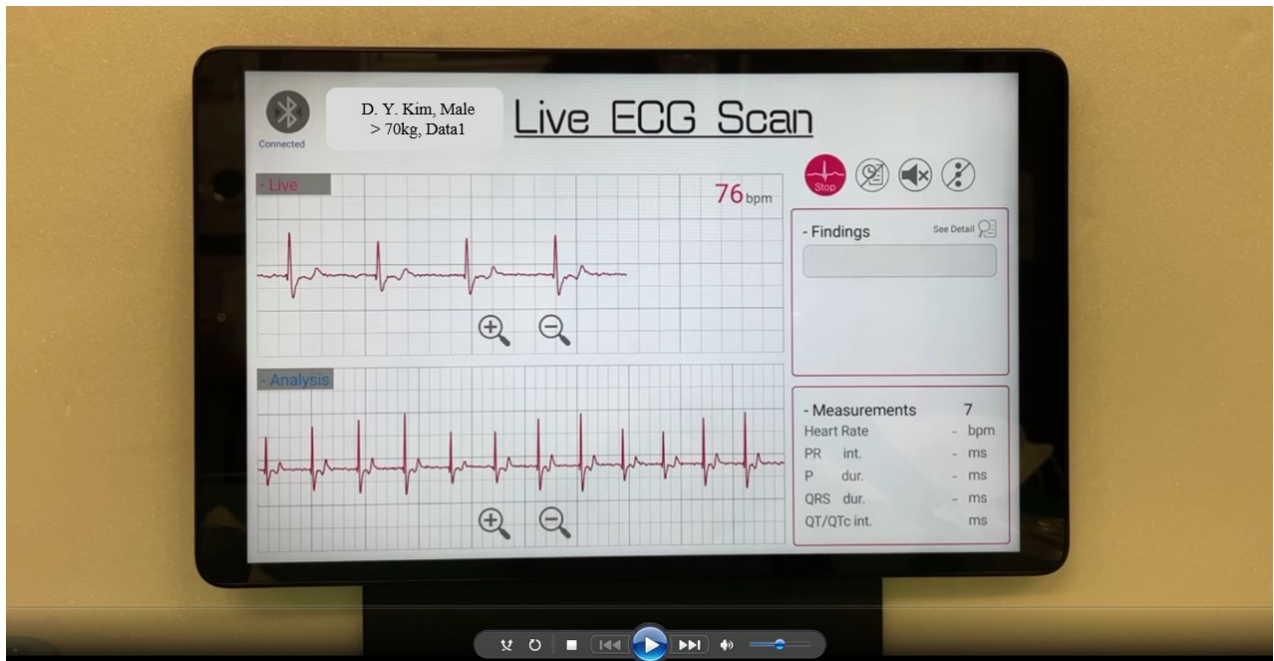 D. Y. Kim, Male
> 70kg, Data1
Live ECG Scan
Connected
- Live
76 bpm
Stop
- Findings
See Detail
- Analysis
- Measurements 7
Heart Rate - bpm
PR int. - ms
P dur. - ms
QRS dur. - ms
QT/QTc int. ms